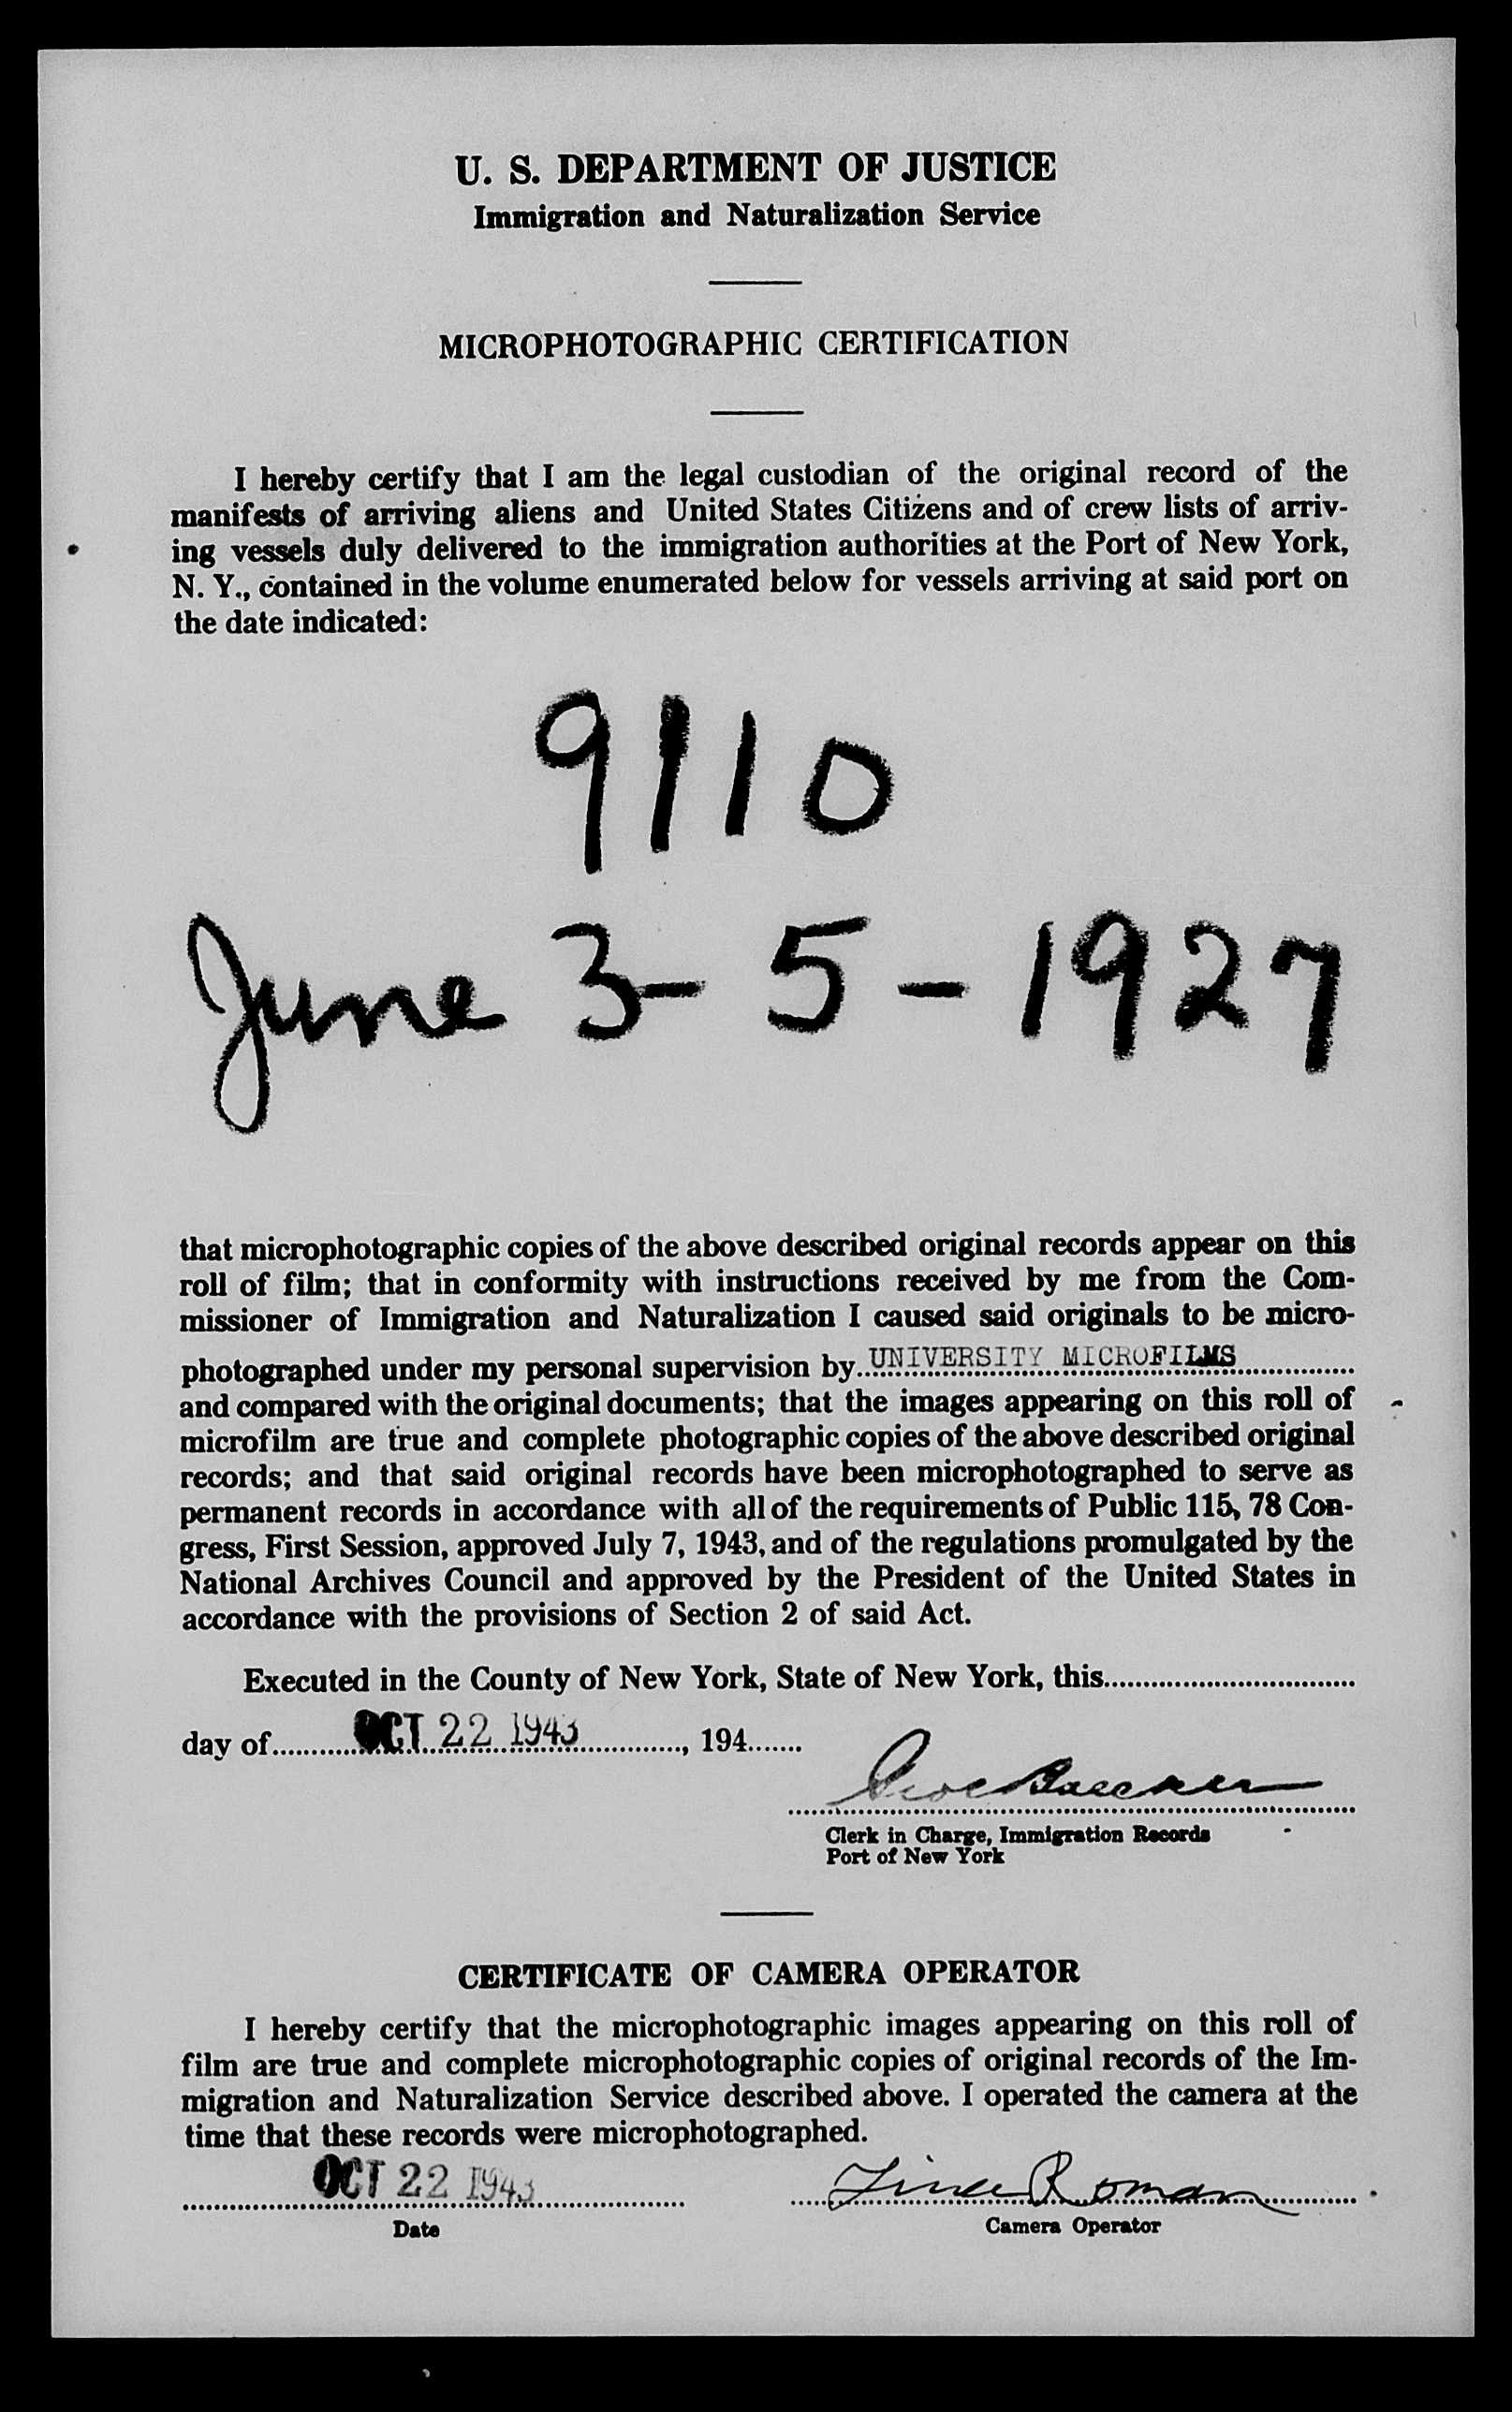 U. S. DEPARTMENT OF JUSTICE
Immigration and Naturalization Service
MICROPHOTOGRAPHIC CERTIFICATION
I hereby certify that I am the legal custodian of the original record of the
manifests of arriving aliens and United States Citizens and of crew lists of arriv-
ing vessels duly delivered to the immigration authorities at the Port of New York,
N. Y., contained in the volume enumerated below for vessels arriving at said port on
the date indicated:
9110
June 3- 5 - 1927
that microphotographic copies of the above described original records appear on this
roll of film; that in conformity with instructions received by me from the Com-
missioner of Immigration and Naturalization I caused said originals to be micro-
photographed under my personal supervision by UNIVERSITY MICROFILMS
and compared with the original documents; that the images appearing on this roll of
microfilm are true and complete photographic copies of the above described original
records; and that said original records have been microphotographed to serve as
permanent records in accordance with all of the requirements of Public 115, 78 Con-
gress, First Session, approved July 7, 1943, and of the regulations promulgated by the
National Archives Council and approved by the President of the United States in
accordance with the provisions of Section 2 of said Act.
Executed in the County of New York, State of New York, this
day of OCT 22 1943, 194
Clerk in Charge, Immigration Records
Port of New York
CERTIFICATE OF CAMERA OPERATOR
I hereby certify that the microphotographic images appearing on this roll of
film are true and complete microphotographic copies of original records of the Im-
migration and Naturalization Service described above. I operated the camera at the
time that these records were microphotographed.
OCT 22 1943 Roman
Date
Camera Operator